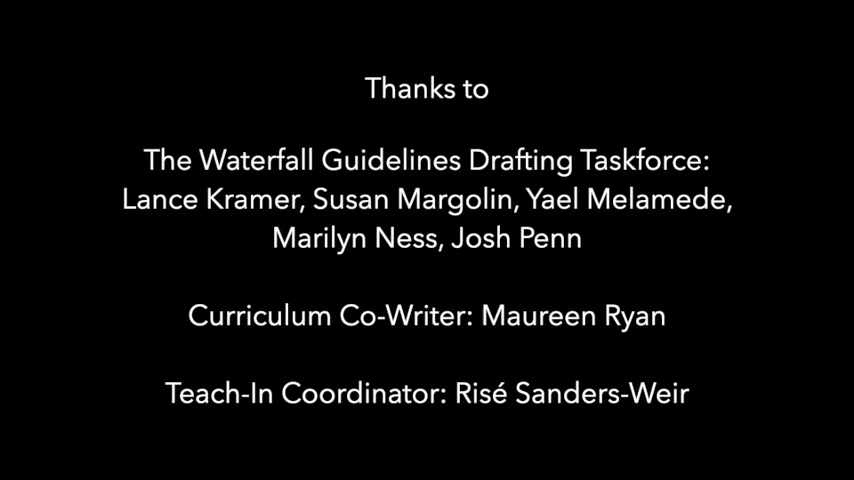 Thanks to
The Waterfall Guidelines Drafting Taskforce:
Lance Kramer, Susan Margolin, Yael Melamede,
Marilyn Ness, Josh Penn
Curriculum Co-Writer: Maureen Ryan
Teach-In Coordinator: Risé Sanders-Weir